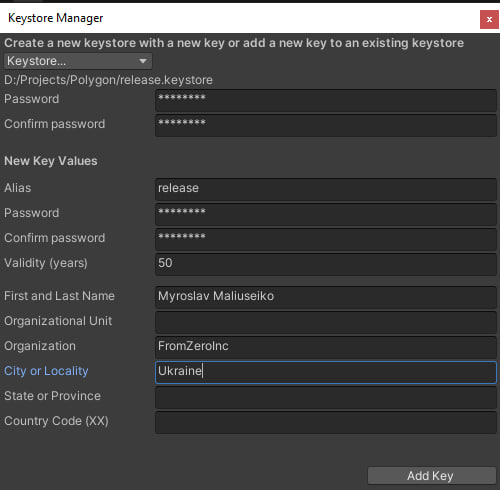 Keystore Manager
x
Create a new keystore with a new key or add a new key to an existing keystore
Keystore...
D:/Projects/Polygon/release.keystore
Password ********
Confirm password ********
New Key Values
Alias release
Password ********
Confirm password ********
Validity (years) 50
First and Last Name Myroslav Maliuseiko
Organizational Unit
Organization FromZeroInc
City or Locality Ukraine
State or Province
Country Code (XX)
Add Key